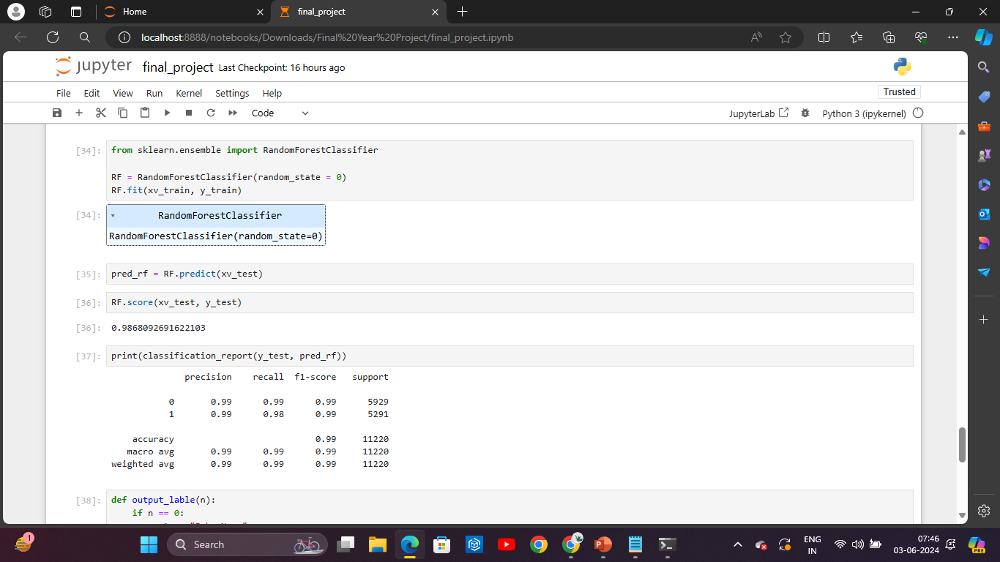 Home
final_project
localhost:8888/notebooks/Downloads/Final%20Year%20Project/final_project.ipynb
jupyter final_project Last Checkpoint: 16 hours ago
File Edit View Run Kernel Settings Help
Trusted
Code
JupyterLab
Python 3 (ipykernel)
[34]: from sklearn.ensemble import RandomForestClassifier
RF = RandomForestClassifier(random_state = 0)
RF.fit(xv_train, y_train)
[34]: RandomForestClassifier
RandomForestClassifier(random_state=0)
[35]: pred_rf = RF.predict(xv_test)
[36]: RF.score(xv_test, y_test)
[36]: 0.9868092691622103
[37]: print(classification_report(y_test, pred_rf))
precision recall f1-score support
0 0.99 0.99 0.99 5929
1 0.99 0.98 0.99 5291
accuracy 0.99 11220
macro avg 0.99 0.99 0.99 11220
weighted avg 0.99 0.99 0.99 11220
[38]: def output_lable(n):
if n == 0:
1
Search
ENG
IN
07:46
03-06-2024
PRE